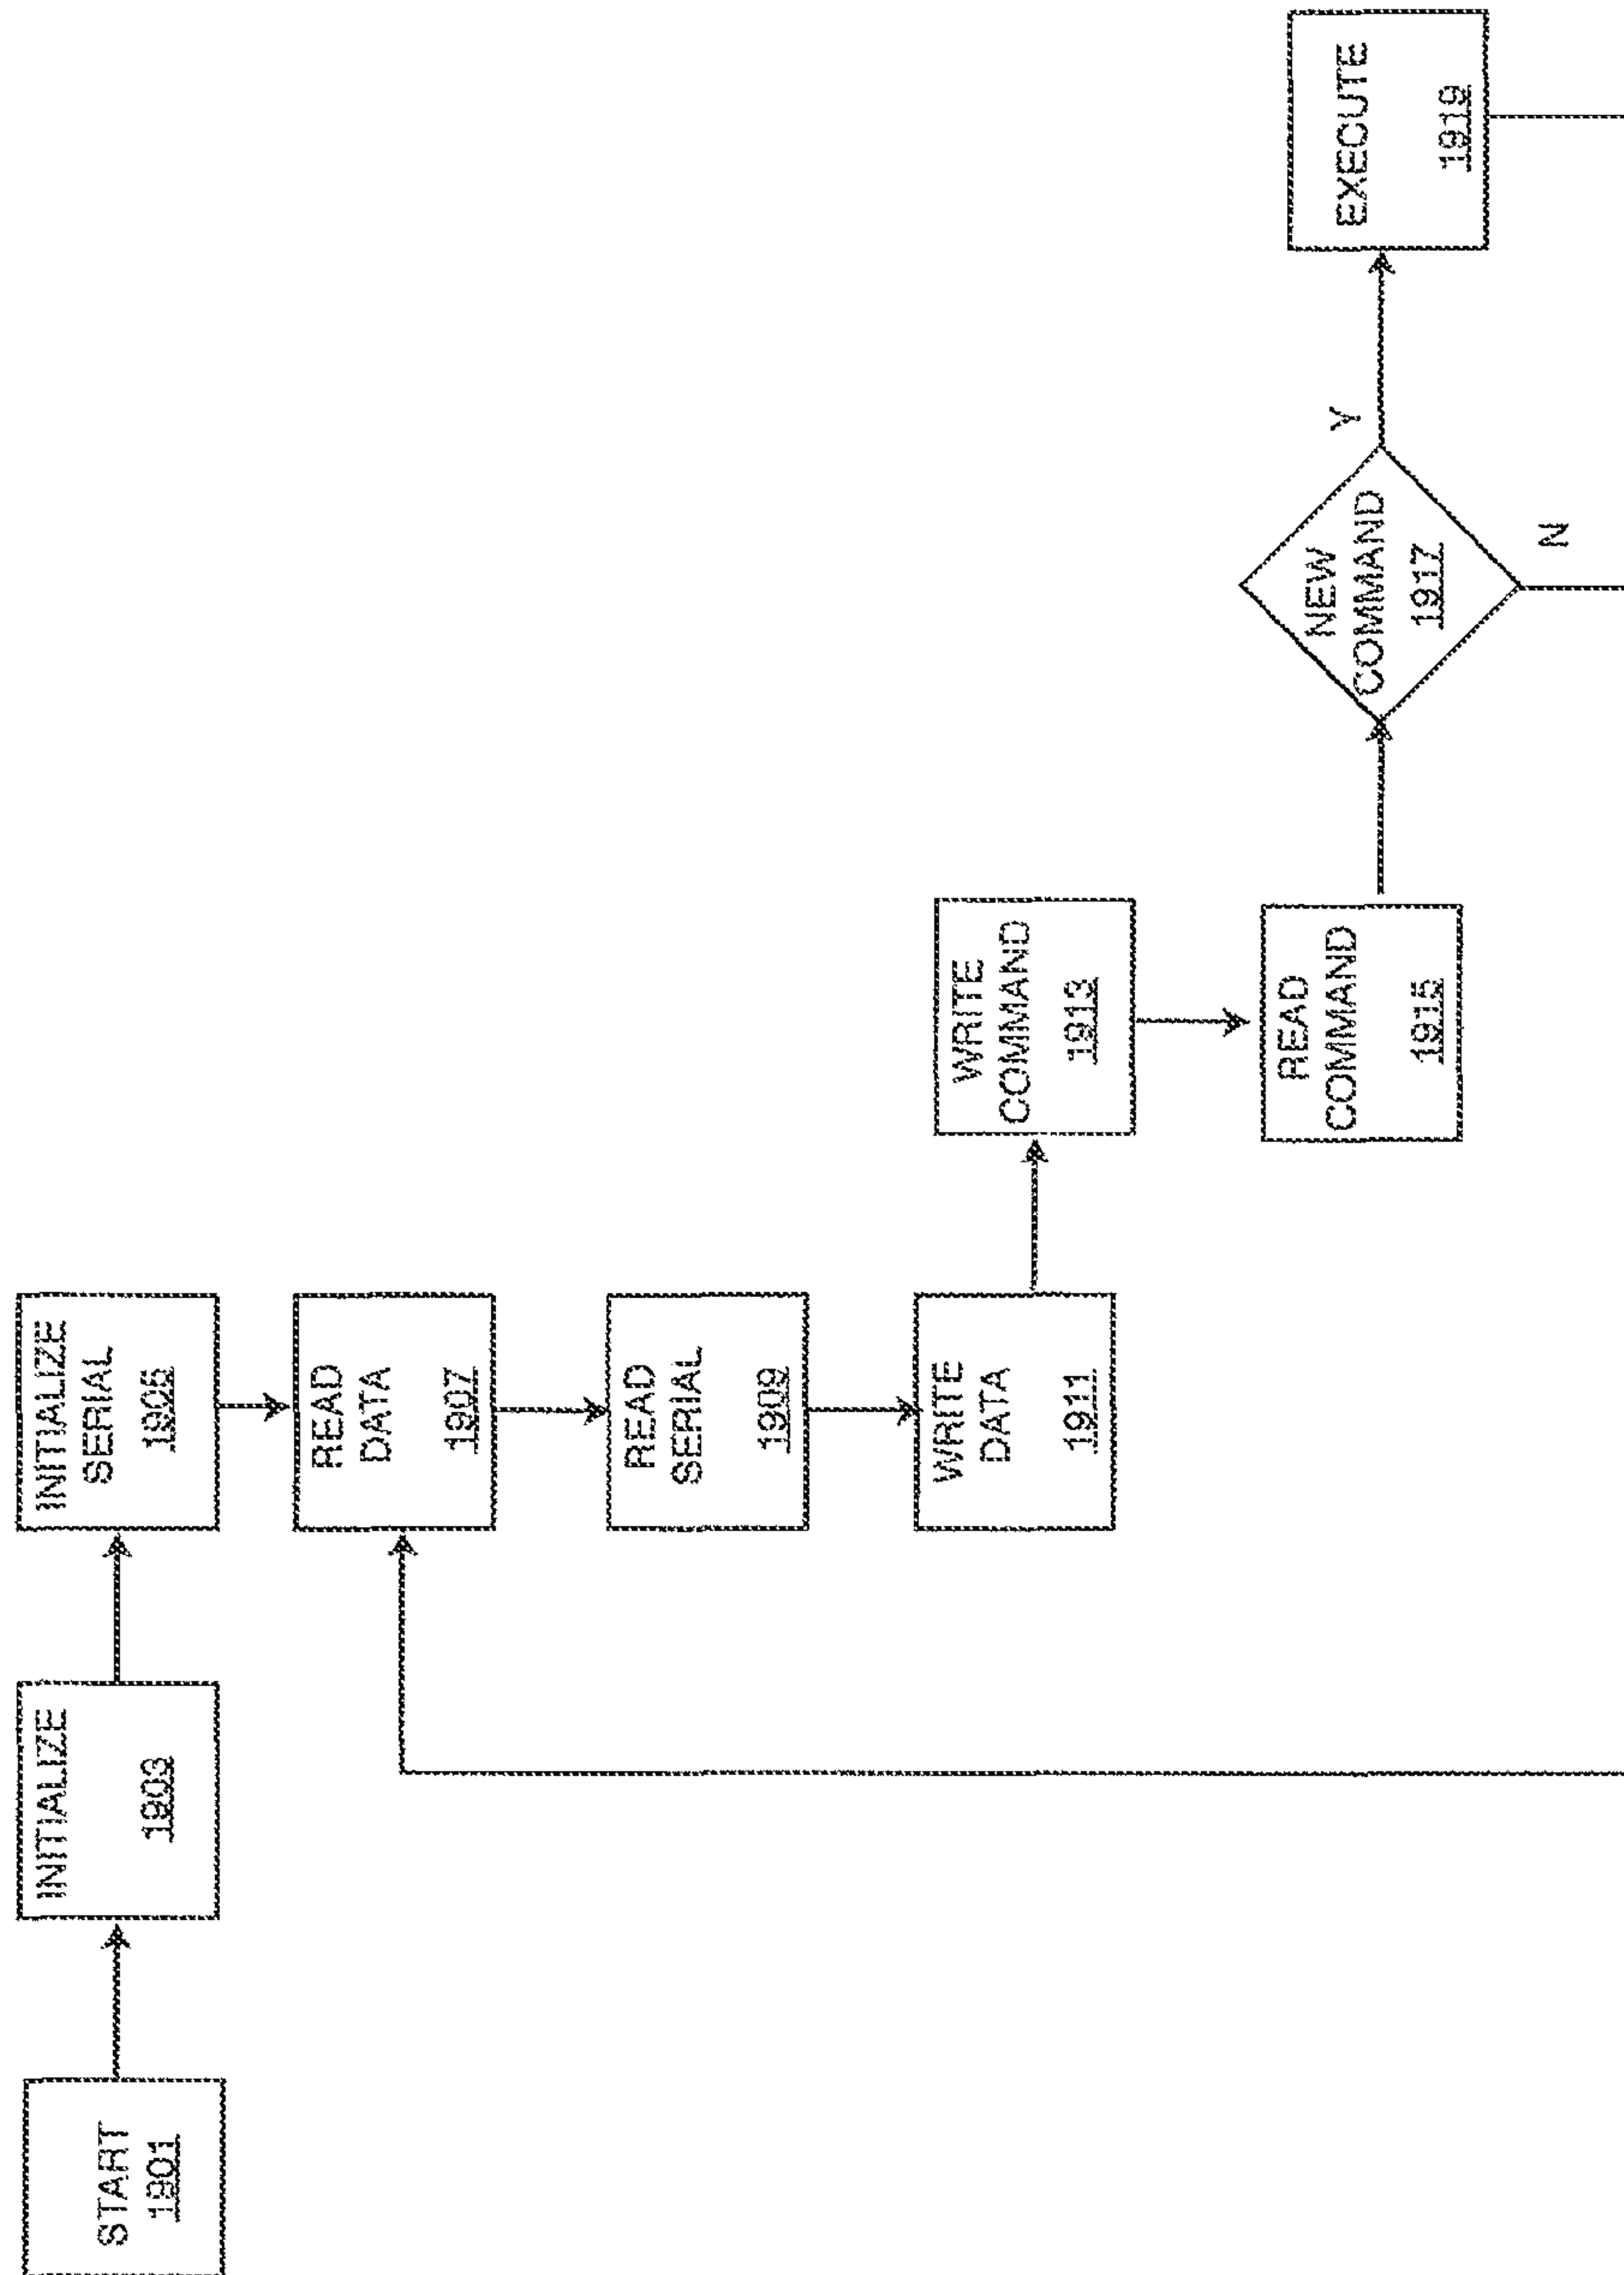 START
1901
INITIALIZE
1903
INITIALIZE
SERIAL
1905
READ
DATA
1907
READ
SERIAL
1909
WRITE
DATA
1911
WRITE
COMMAND
1913
READ
COMMAND
1915
NEW
COMMAND
1917
Y
N
EXECUTE
1919